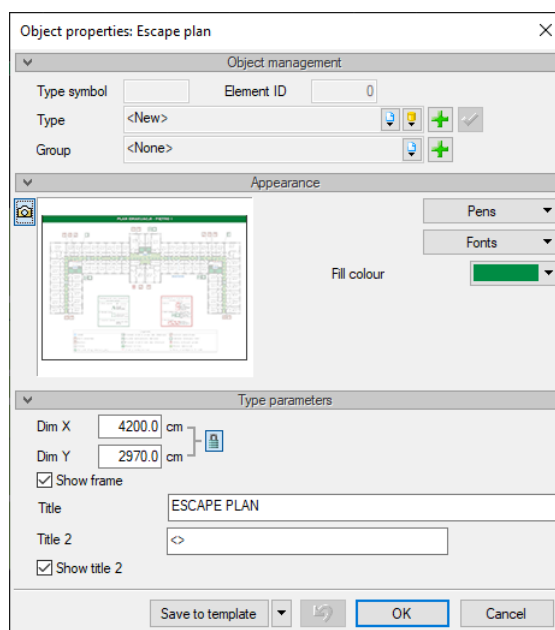 Object properties: Escape plan
Object management
Type symbol Element ID 0
Type <New>
Group <None>
Appearance
Pens
Fonts
Fill colour
Type parameters
Dim X 4200.0 cm
Dim Y 2970.0 cm
Show frame
Title ESCAPE PLAN
Title 2 <>
Show title 2
Save to template OK Cancel